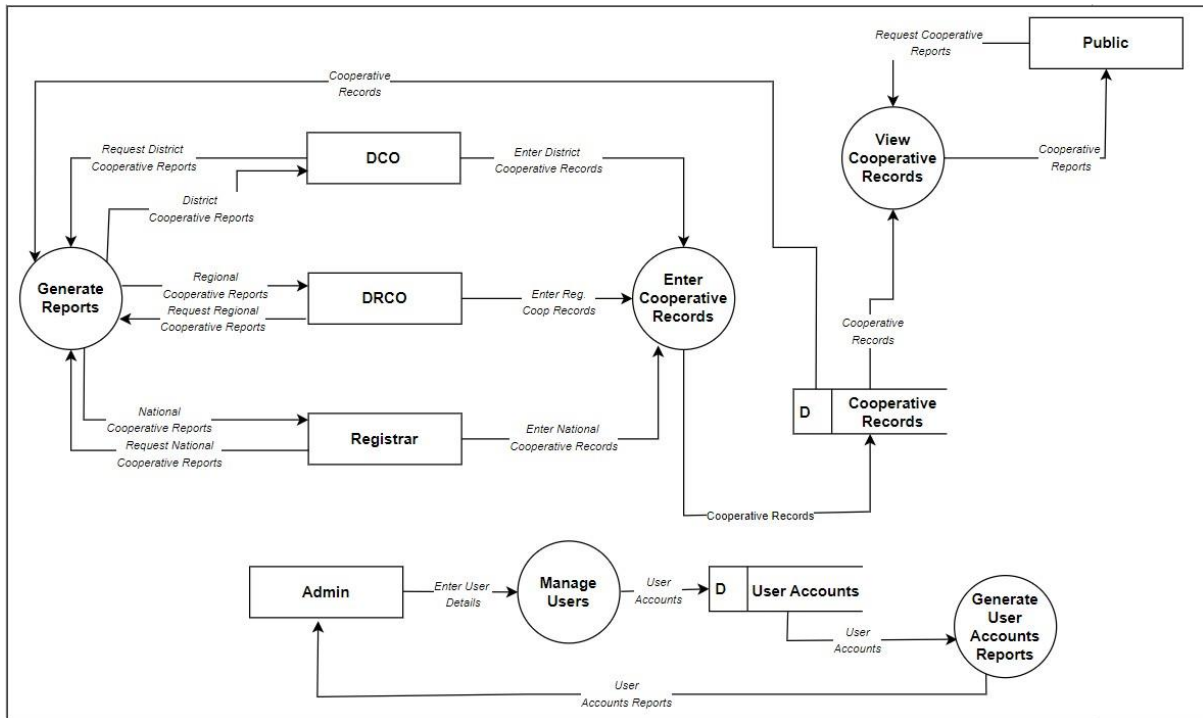 Request Cooperative
Reports
Public
Cooperative
Records
View
Cooperative
Records
Cooperative
Reports
Request District
Cooperative Reports
DCO
Enter District
Cooperative Records
District
Cooperative Reports
Generate
Reports
Regional
Cooperative Reports
Request Regional
Cooperative Reports
DRCO
Enter Reg.
Coop Records
Enter
Cooperative
Records
Cooperative
Records
National
Cooperative Reports
Request National
Cooperative Reports
Registrar
Enter National
Cooperative Records
D
Cooperative
Records
Cooperative Records
Admin
Enter User
Details
Manage
Users
User
Accounts
D
User Accounts
User
Accounts
Generate
User
Accounts
Reports
User
Accounts Reports